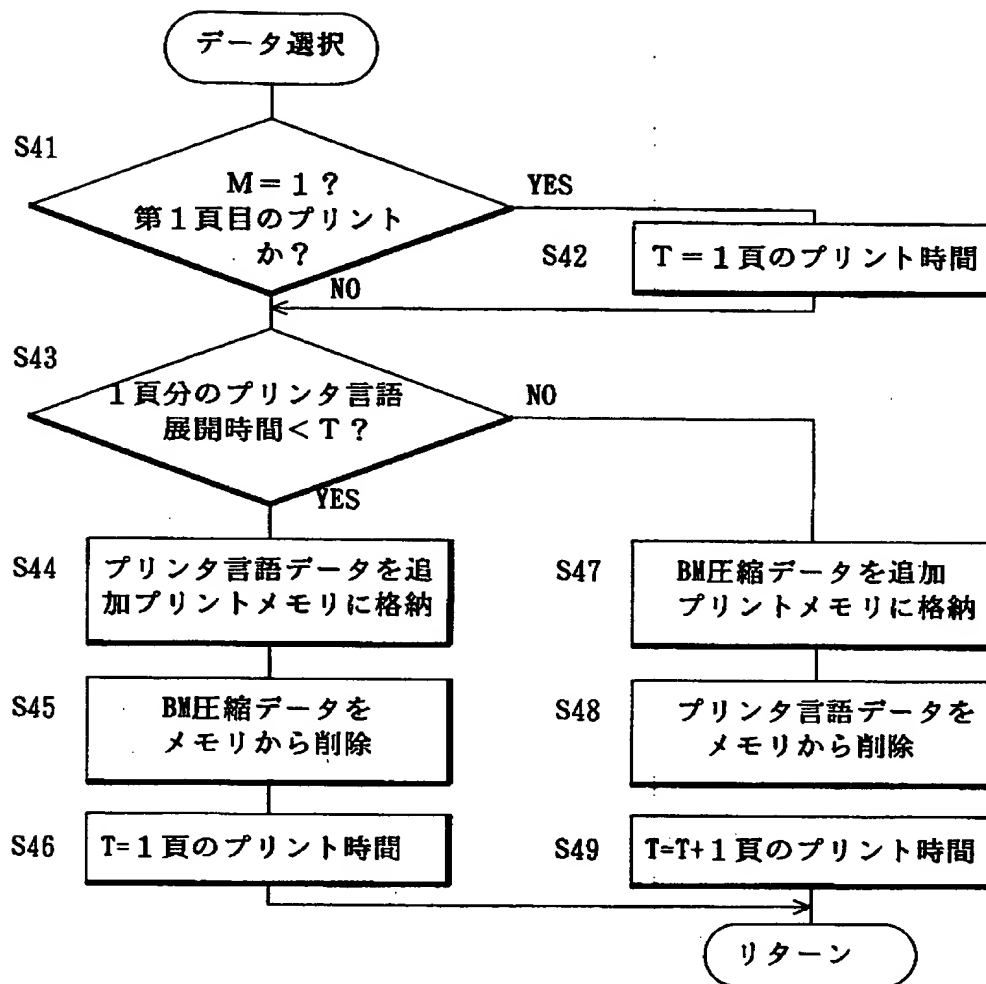 データ選択
S41
M=1?
第1頁目のプリント
か?
YES
S42
T=1頁のプリント時間
NO
S43
1頁分のプリンタ言語
展開時間<T?
NO
YES
S44
プリンタ言語データを追
加プリントメモリに格納
S47
BM圧縮データを追加
プリントメモリに格納
S45
BM圧縮データを
メモリから削除
S48
プリンタ言語データを
メモリから削除
S46
T=1頁のプリント時間
S49
T=T+1頁のプリント時間
リターン